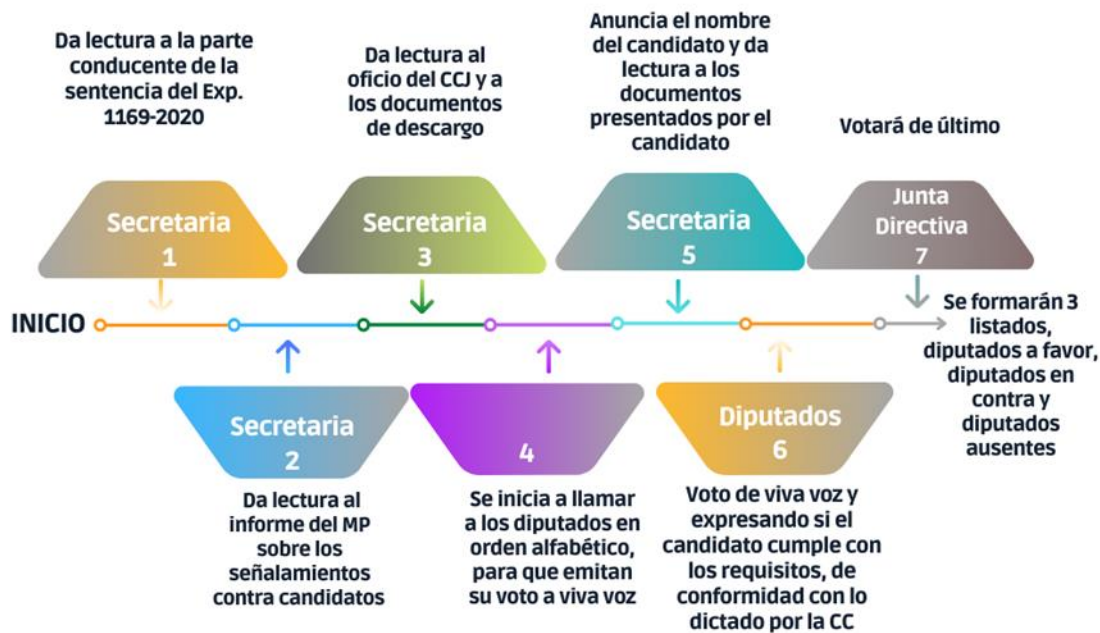 Da lectura a la parte
conducente de la
sentencia del Exp.
1169-2020
Secretaria
1
Da lectura al
oficio del CCJ y a
los documentos
de descargo
Secretaria
3
Anuncia el nombre
del candidato y da
lectura a los
documentos
presentados por el
candidato
Secretaria
5
Votará de último
Junta
Directiva
7
INICIO
Secretaria
2
Da lectura al
informe del MP
sobre los
señalamientos
contra candidatos
4
Se inicia a llamar
a los diputados en
orden alfabético,
para que emitan
su voto a viva voz
Diputados
6
Voto de viva voz y
expresando si el
candidato cumple con
los requisitos, de
conformidad con lo
dictado por la CC
Se formarán 3
listados,
diputados a favor,
diputados en
contra y
diputados
ausentes